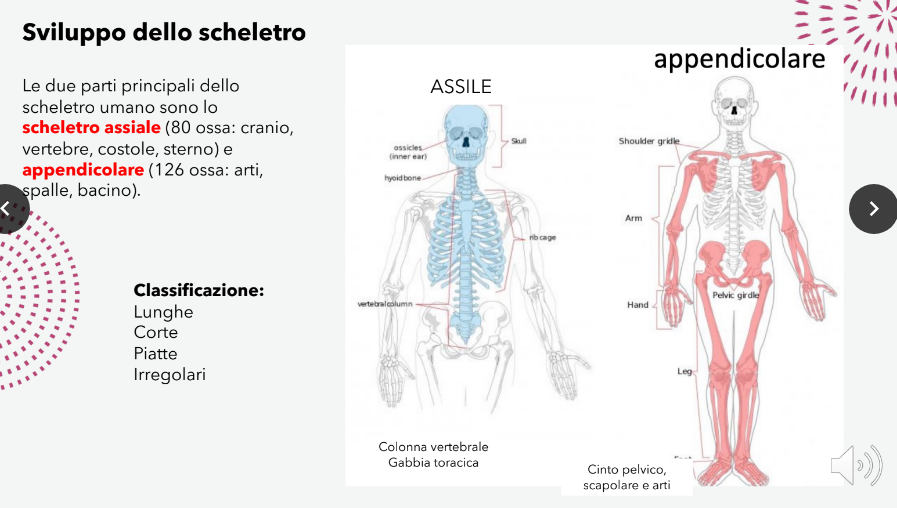 Sviluppo dello scheletro
Le due parti principali dello
scheletro umano sono lo
scheletro assiale (80 ossa: cranio,
vertebre, costole, sterno) e
appendicolare (126 ossa: arti,
spalle, bacino).
Classificazione:
Lunghe
Corte
Piatte
Irregolari
ASSILE
Skull
ossicles
(inner ear)
hyoid bone
rib cage
vertebral column
Colonna vertebrale
Gabbia toracica
appendicolare
Shoulder gridle
Arm
Pelvic girdle
Hand
Leg
Cinto pelvico,
scapolare e arti